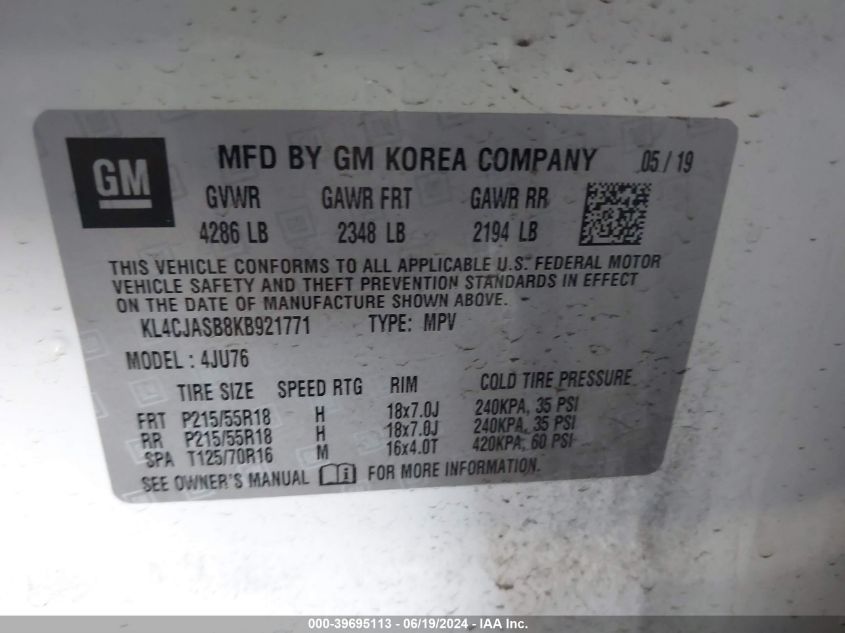 GM
MFD BY GM KOREA COMPANY 05/19
GVWR GAWR FRT GAWR RR
4286 LB 2348 LB 2194 LB
THIS VEHICLE CONFORMS TO ALL APPLICABLE U.S. FEDERAL MOTOR
VEHICLE SAFETY AND THEFT PREVENTION STANDARDS IN EFFECT
ON THE DATE OF MANUFACTURE SHOWN ABOVE.
KL4CJASB8KB921771 TYPE: MPV
MODEL : 4JU76
TIRE SIZE SPEED RTG RIM COLD TIRE PRESSURE
FRT P215/55R18 H 18x7.0J 240KPA, 35 PSI
RR P215/55R18 H 18x7.0J 240KPA, 35 PSI
SPA T125/70R16 M 16x4.0T 420KPA, 60 PSI
SEE OWNER'S MANUAL FOR MORE INFORMATION.
000-39695113 - 06/19/2024 - IAA Inc.